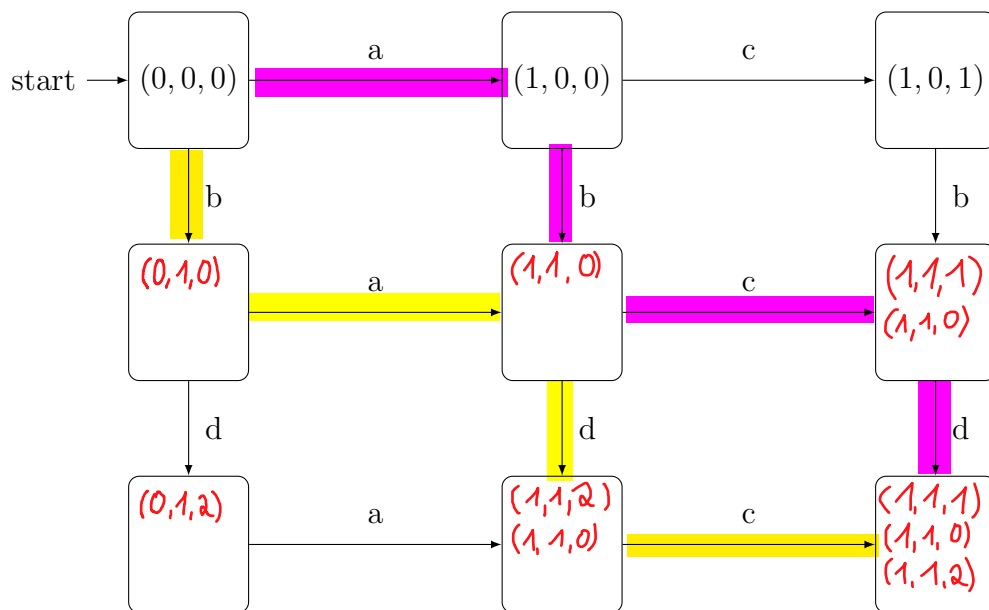 a
c
start (0, 0, 0) (1, 0, 0) (1, 0, 1)
b b b
(0,1,0) a (1,1,0) c (1,1,1)
(1,1,0)
d d d
(0,1,2) a (1,1,2) c (1,1,1)
(1,1,0) (1,1,0)
(1,1,2)